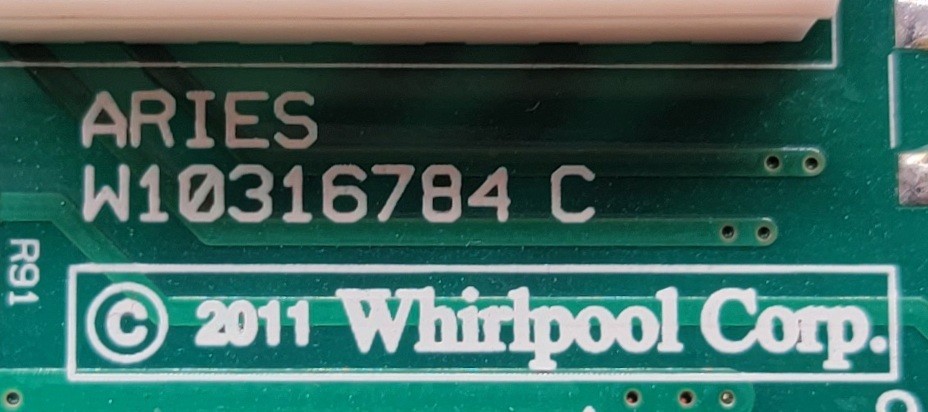 ARIES
W10316784 C
R91
© 2011 Whirlpool Corp.